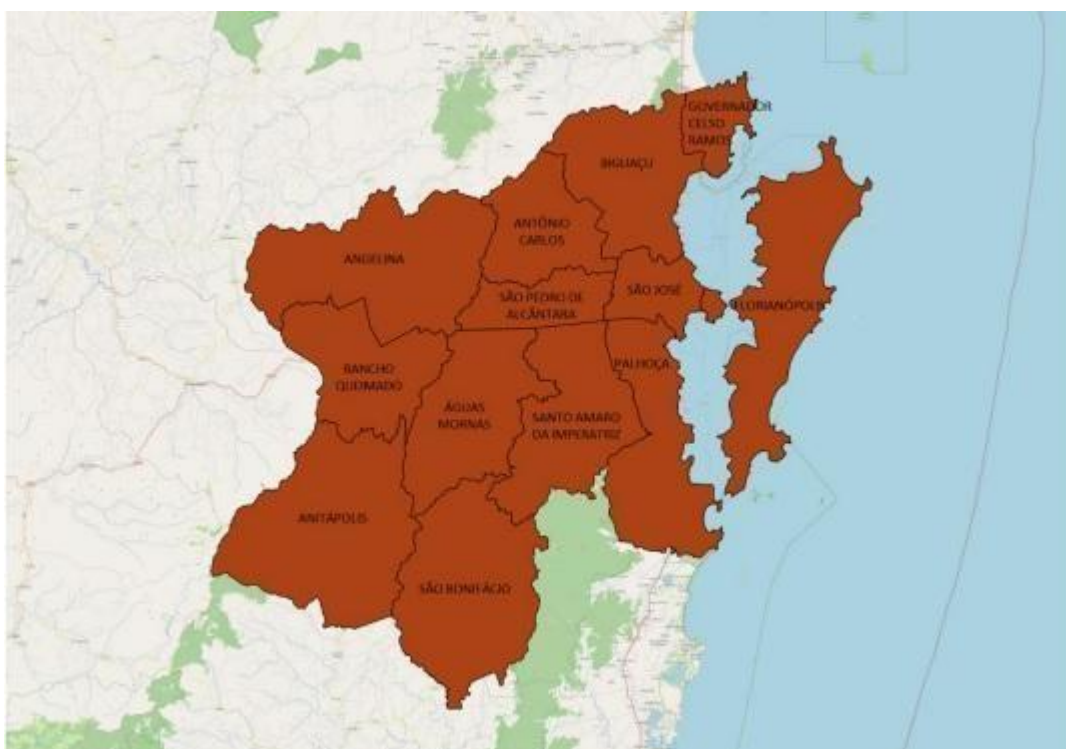 GOVERNADOR
CELSO
RAMOS
BIGUAÇU
ANTÔNIO
CARLOS
ANGELINA
SÃO PEDRO DE
ALCÂNTARA
SÃO JOSÉ
FLORIANÓPOLIS
RANCHO
QUEIMADO
PALHOÇA
ÁGUAS
MORNAS
SANTO AMARO
DA IMPERATRIZ
ANITÁPOLIS
SÃO BONIFÁCIO